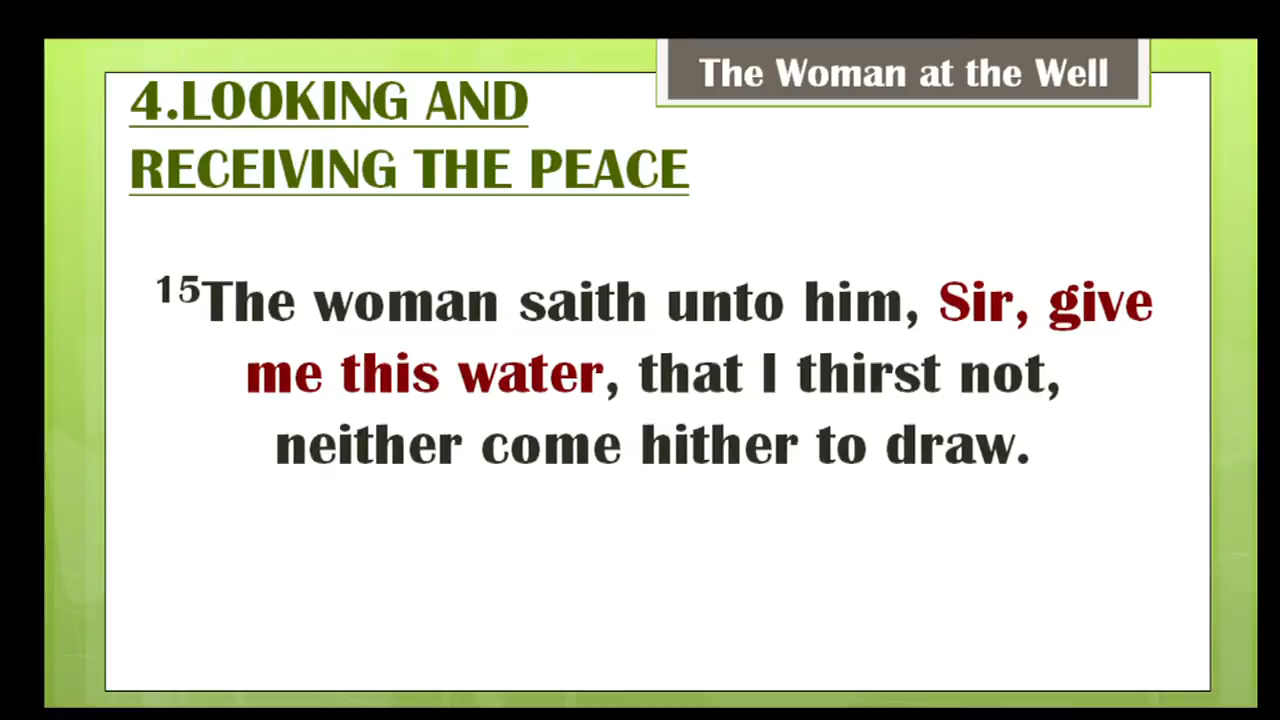 The Woman at the Well
4.LOOKING AND
RECEIVING THE PEACE
15The woman saith unto him, Sir, give
me this water, that I thirst not,
neither come hither to draw.